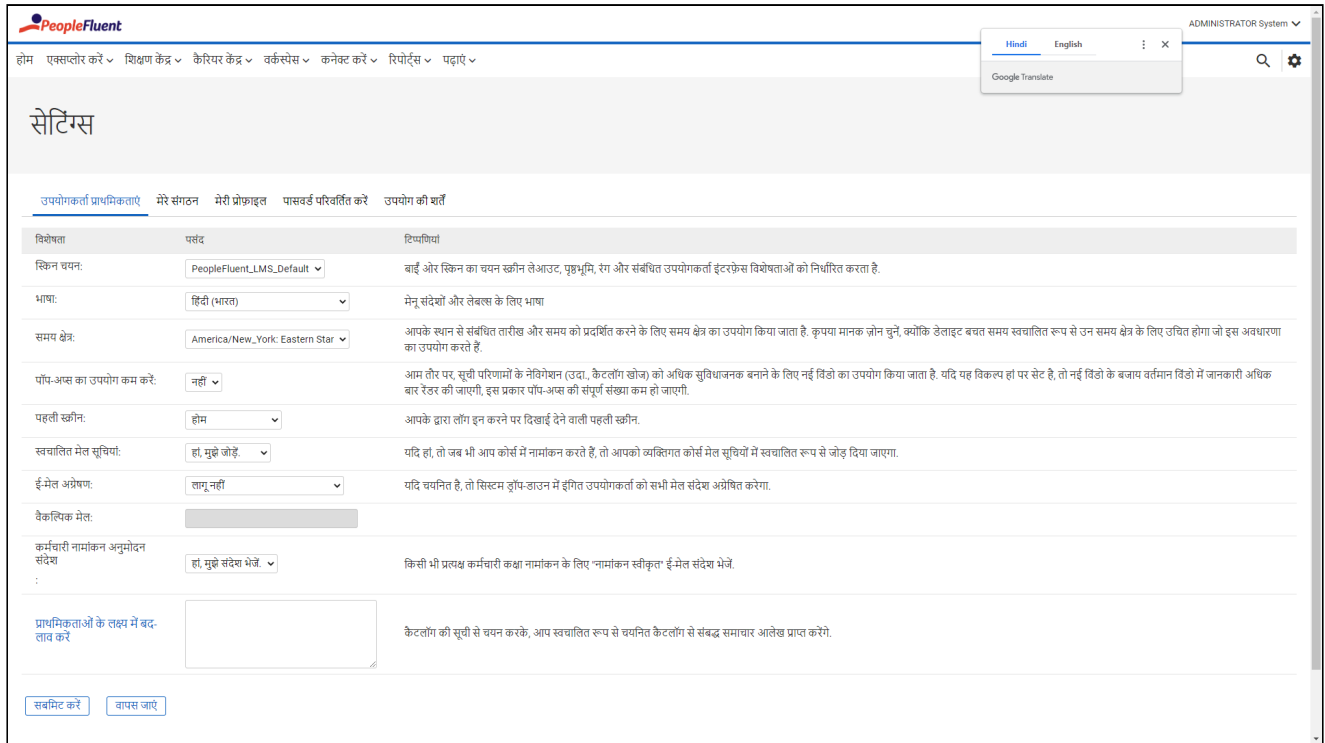 PeopleFluent
ADMINISTRATOR System
Hindi English
Google Translate
होम एक्सप्लोर करें शिक्षण केंद्र कैरियर केंद्र वर्कस्पेस कनेक्ट करें रिपोर्ट्स पढ़ाएं
सेटिंग्स
उपयोगकर्ता प्राथमिकताएं मेरे संगठन मेरी प्रोफ़ाइल पासवर्ड परिवर्तित करें उपयोग की शर्तें
विशेषता पसंद टिप्पणियां
स्किन चयन: PeopleFluent_LMS_Default बाईं ओर स्किन का चयन स्क्रीन लेआउट, पृष्ठभूमि, रंग और संबंधित उपयोगकर्ता इंटरफ़ेस विशेषताओं को निर्धारित करता है.
भाषा: हिंदी (भारत) मेनू संदेशों और लेबल्स के लिए भाषा
समय क्षेत्र: America/New_York: Eastern Star आपके स्थान से संबंधित तारीख और समय को प्रदर्शित करने के लिए समय क्षेत्र का उपयोग किया जाता है. कृपया मानक ज़ोन चुनें, क्योंकि डेलाइट बचत समय स्वचालित रूप से उन समय क्षेत्र के लिए उचित होगा जो इस अवधारणा
का उपयोग करते हैं.
पॉप-अप्स का उपयोग कम करें: नहीं आम तौर पर, सूची परिणामों के नेविगेशन (उदा., कैटलॉग खोज) को अधिक सुविधाजनक बनाने के लिए नई विंडो का उपयोग किया जाता है. यदि यह विकल्प हां पर सेट है, तो नई विंडो के बजाय वर्तमान विंडो में जानकारी अधिक
बार रेंडर की जाएगी, इस प्रकार पॉप-अप्स की संपूर्ण संख्या कम हो जाएगी.
पहली स्क्रीन: होम आपके द्वारा लॉग इन करने पर दिखाई देने वाली पहली स्क्रीन.
स्वचालित मेल सूचियां: हां, मुझे जोड़ें. यदि हां, तो जब भी आप कोर्स में नामांकन करते हैं, तो आपको व्यक्तिगत कोर्स मेल सूचियों में स्वचालित रूप से जोड़ दिया जाएगा.
ई-मेल अग्रेषण: लागू नहीं यदि चयनित है, तो सिस्टम ड्रॉप-डाउन में इंगित उपयोगकर्ता को सभी मेल संदेश अग्रेषित करेगा.
वैकल्पिक मेल:
कर्मचारी नामांकन अनुमोदन
संदेश
:
हां, मुझे संदेश भेजें. किसी भी प्रत्यक्ष कर्मचारी कक्षा नामांकन के लिए "नामांकन स्वीकृत" ई-मेल संदेश भेजें.
प्राथमिकताओं के लक्ष्य में बद-
लाव करें
कैटलॉग की सूची से चयन करके, आप स्वचालित रूप से चयनित कैटलॉग से संबद्ध समाचार आलेख प्राप्त करेंगे.
सबमिट करें वापस जाएं